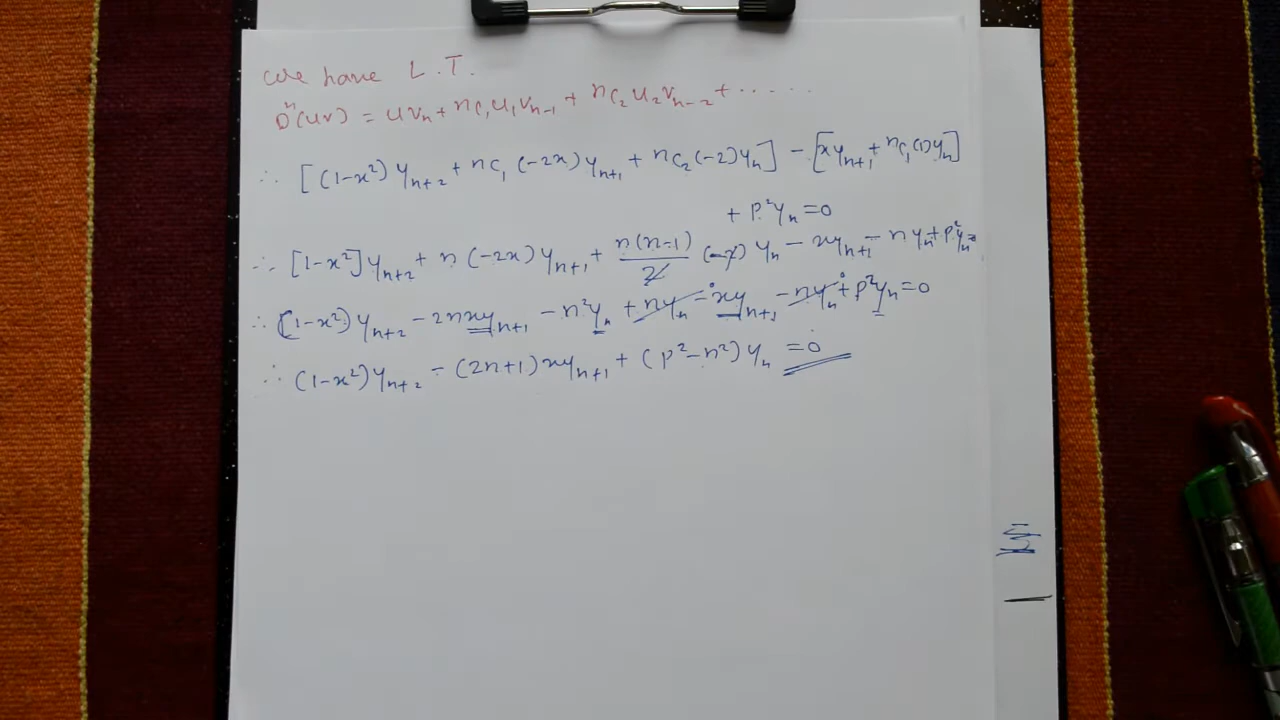 We have L.T.
Dⁿ(uv) = uvₙ + nC₁u₁vₙ₋₁ + nC₂u₂vₙ₋₂ + ......
∴ [(1-x²)yₙ₊₂ + nC₁(-2x)yₙ₊₁ + nC₂(-2)yₙ] - [xyₙ₊₁ + nC₁(1)yₙ]
+ p²yₙ = 0
∴ [1-x²]yₙ₊₂ + n(-2x)yₙ₊₁ + n(n-1)/2 (-2)yₙ - xyₙ₊₁ - nyₙ + p²yₙ =
∴ (1-x²)yₙ₊₂ - 2nxyₙ₊₁ - n²yₙ + nyₙ - xyₙ₊₁ - nyₙ + p²yₙ = 0
∴ (1-x²)yₙ₊₂ - (2n+1)xyₙ₊₁ + (p²-n²)yₙ = 0